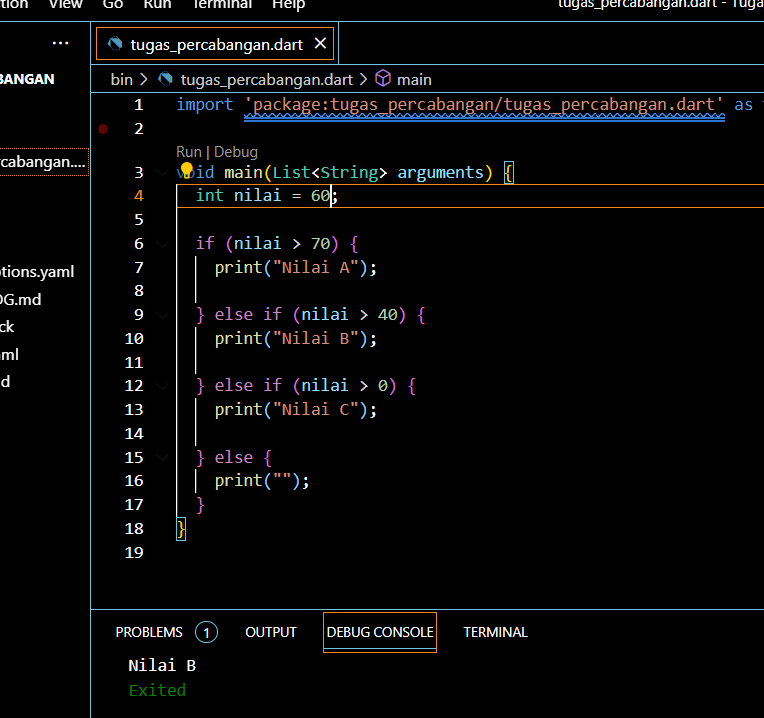 View Go Run Terminal Help
tugas_percabangan.dart - Tuga
tugas_percabangan.dart
BANGAN
rcabangan....
tions.yaml
OG.md
bin > tugas_percabangan.dart > main
1 import 'package:tugas_percabangan/tugas_percabangan.dart' as
2
Run | Debug
3 void main(List<String> arguments) {
4 int nilai = 60;
5
6 if (nilai > 70) {
7 print("Nilai A");
8
9 } else if (nilai > 40) {
10 print("Nilai B");
11
12 } else if (nilai > 0) {
13 print("Nilai C");
14
15 } else {
16 print("");
17 }
18 }
19
PROBLEMS 1 OUTPUT DEBUG CONSOLE TERMINAL
Nilai B
Exited